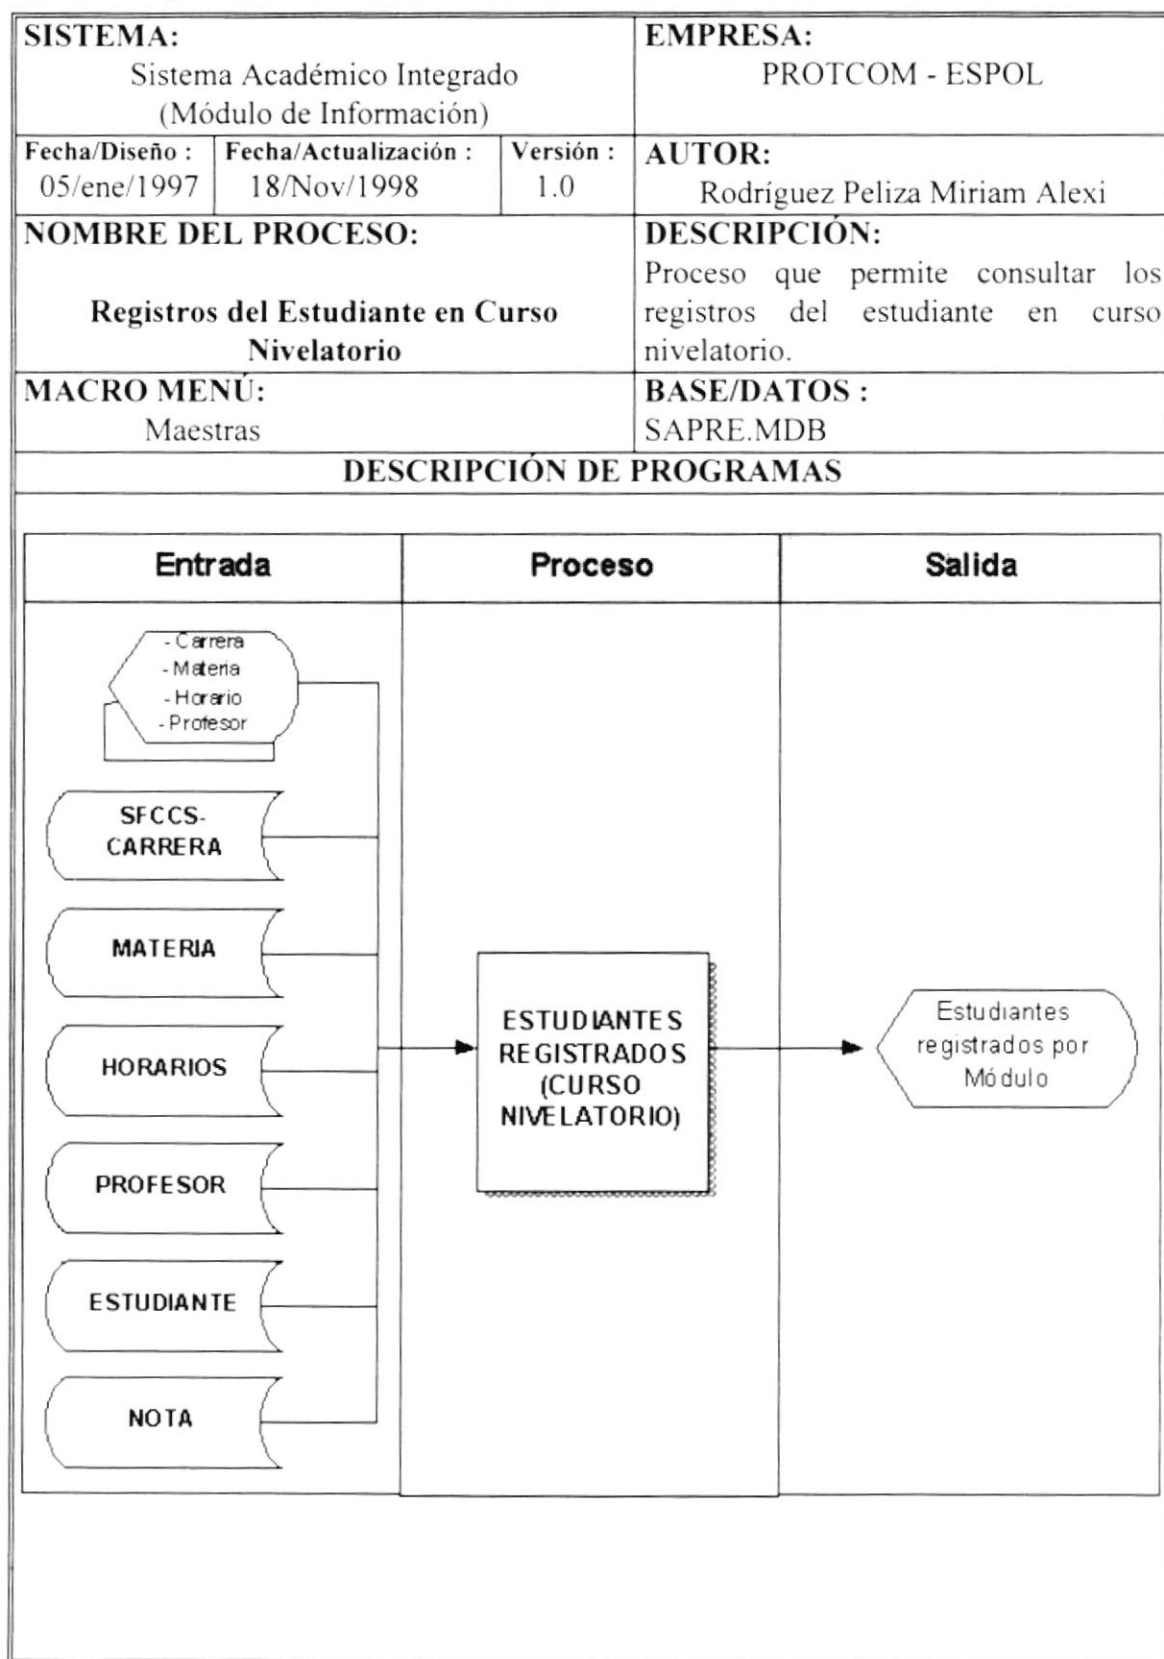 SISTEMA:
Sistema Académico Integrado
(Módulo de Información)
EMPRESA:
PROTCOM - ESPOL
Fecha/Diseño :
05/ene/1997
Fecha/Actualización :
18/Nov/1998
Versión :
1.0
AUTOR:
Rodríguez Peliza Miriam Alexi
NOMBRE DEL PROCESO:
Registros del Estudiante en Curso
Nivelatorio
DESCRIPCIÓN:
Proceso que permite consultar los
registros del estudiante en curso
nivelatorio.
MACRO MENÚ:
Maestras
BASE/DATOS :
SAPRE.MDB
DESCRIPCIÓN DE PROGRAMAS
Entrada
Proceso
Salida
- Carrera
- Materia
- Horario
- Profesor
SFCCS-
CARRERA
MATERIA
HORARIOS
PROFESOR
ESTUDIANTE
NOTA
ESTUDIANTES
REGISTRADOS
(CURSO
NIVELATORIO)
Estudiantes
registrados por
Módulo